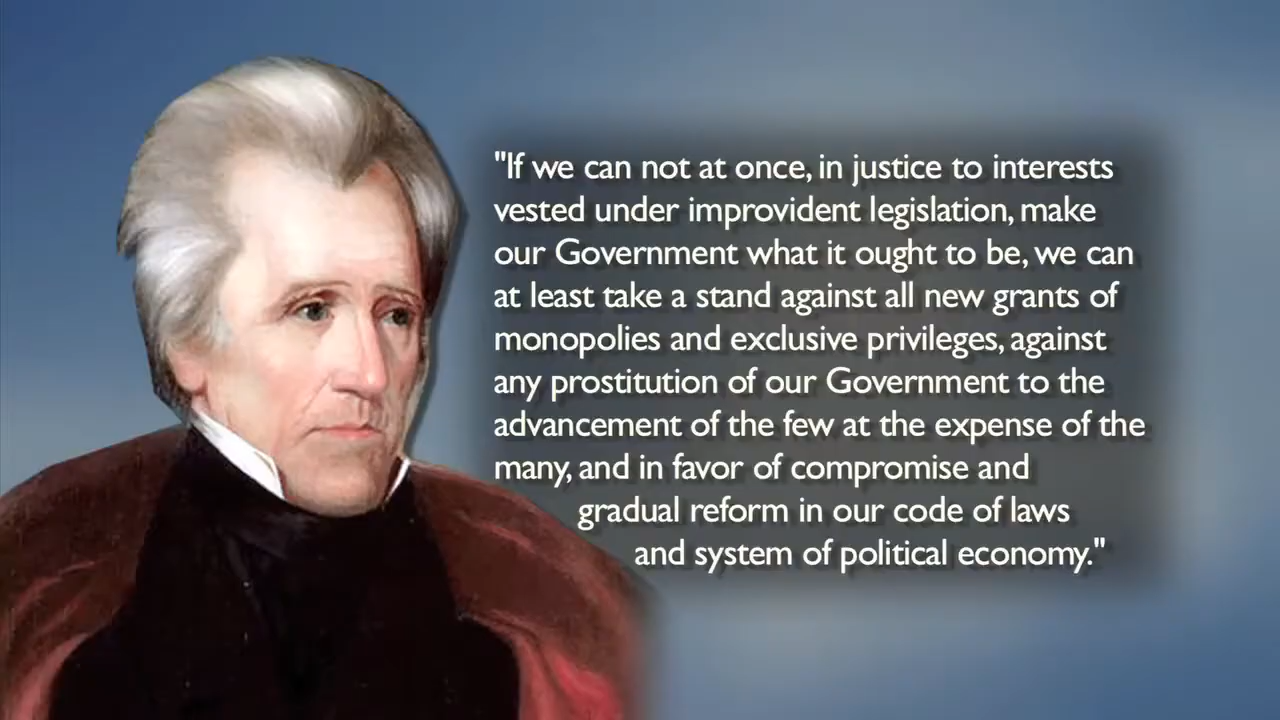 "If we can not at once, in justice to interests
vested under improvident legislation, make
our Government what it ought to be, we can
at least take a stand against all new grants of
monopolies and exclusive privileges, against
any prostitution of our Government to the
advancement of the few at the expense of the
many, and in favor of compromise and
gradual reform in our code of laws
and system of political economy."